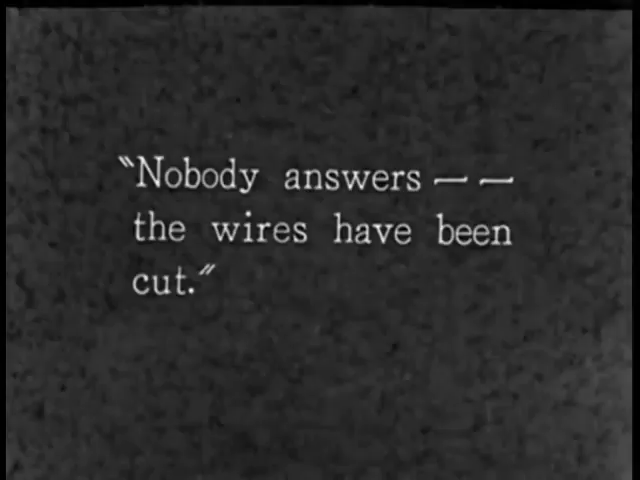 "Nobody answers — —
the wires have been
cut."